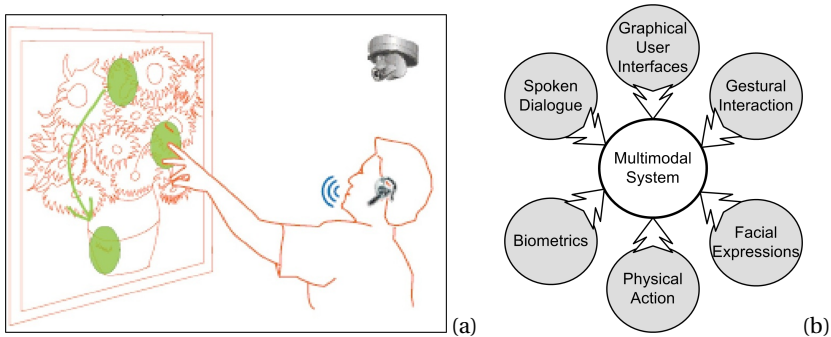 (a)
Graphical
User
Interfaces
Spoken
Dialogue
Gestural
Interaction
Multimodal
System
Biometrics
Facial
Expressions
Physical
Action
(b)